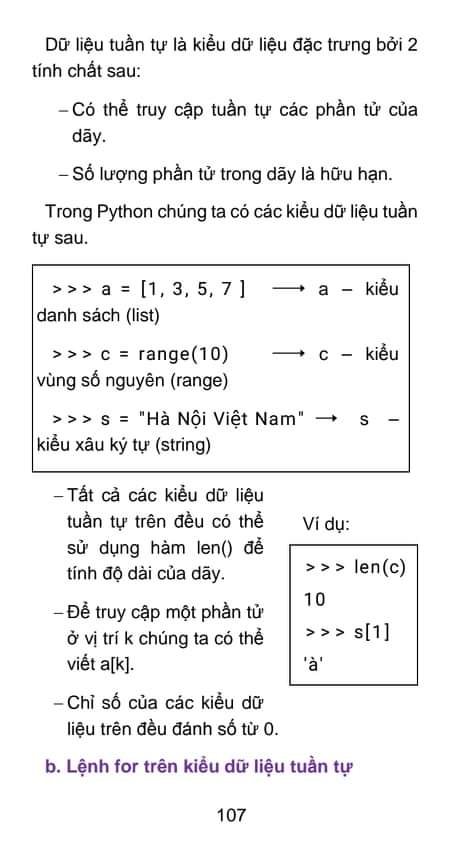 Dữ liệu tuần tự là kiểu dữ liệu đặc trưng bởi 2
tính chất sau:
– Có thể truy cập tuần tự các phần tử của
dãy.
– Số lượng phần tử trong dãy là hữu hạn.
Trong Python chúng ta có các kiểu dữ liệu tuần
tự sau.
>>> a = [1, 3, 5, 7 ] ⟶ a – kiểu
danh sách (list)
>>> c = range(10) ⟶ c – kiểu
vùng số nguyên (range)
>>> s = "Hà Nội Việt Nam" → s –
kiểu xâu ký tự (string)
– Tất cả các kiểu dữ liệu
tuần tự trên đều có thể
sử dụng hàm len() để
tính độ dài của dãy.
– Để truy cập một phần tử
ở vị trí k chúng ta có thể
viết a[k].
– Chỉ số của các kiểu dữ
liệu trên đều đánh số từ 0.
Ví dụ:
>>> len(c)
10
>>> s[1]
'à'
b. Lệnh for trên kiểu dữ liệu tuần tự
107